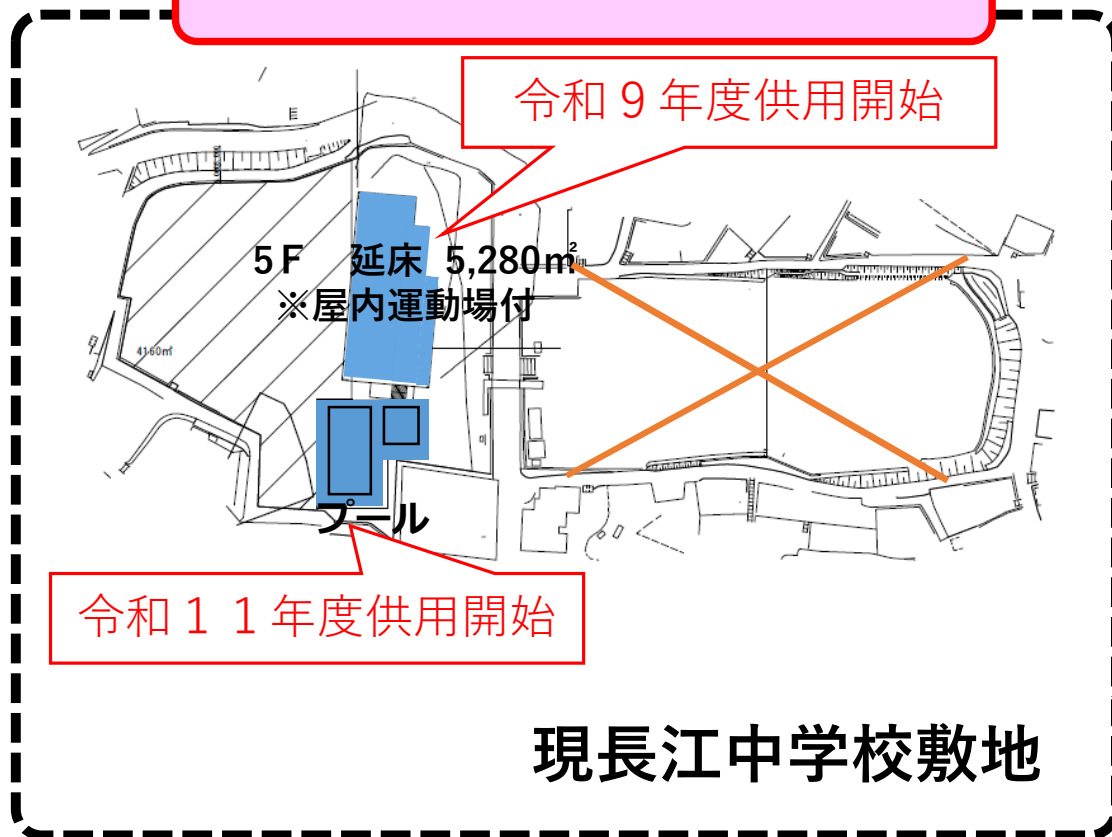 令和９年度供用開始
５Ｆ　延床 5,280㎡
※屋内運動場付
4160㎡
プール
令和１１年度供用開始
現長江中学校敷地